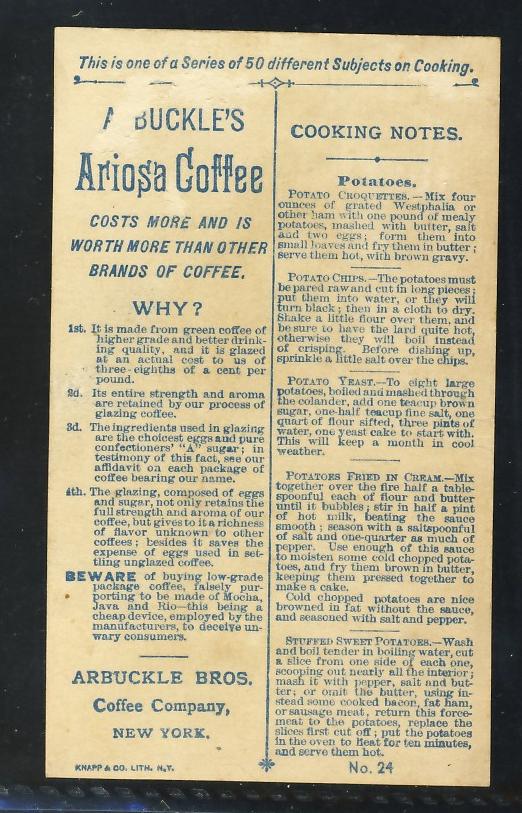 This is one of a Series of 50 different Subjects on Cooking.
A BUCKLE'S
Ariosa Coffee
COSTS MORE AND IS
WORTH MORE THAN OTHER
BRANDS OF COFFEE.
WHY?
1st. It is made from green coffee of
higher grade and better drink-
ing quality, and it is glazed
at an actual cost to us of
three-eighths of a cent per
pound.
2d. Its entire strength and aroma
are retained by our process of
glazing coffee.
3d. The ingredients used in glazing
are the choicest eggs and pure
confectioners' "A" sugar; in
testimony of this fact, see our
affidavit on each package of
coffee bearing our name.
4th. The glazing, composed of eggs
and sugar, not only retains the
full strength and aroma of our
coffee, but gives to it a richness
of flavor unknown to other
coffees; besides it saves the
expense of eggs used in set-
tling unglazed coffee.
BEWARE of buying low-grade
package coffee, falsely pur-
porting to be made of Mocha,
Java and Rio—this being a
cheap device, employed by the
manufacturers, to deceive un-
wary consumers.
ARBUCKLE BROS.
Coffee Company,
NEW YORK.
KNAPP & CO. LITH. N.Y.
COOKING NOTES.
Potatoes.
POTATO CROQUETTES.—Mix four
ounces of grated Westphalia or
other ham with one pound of mealy
potatoes, mashed with butter, salt
and two eggs; form them into
small loaves and fry them in butter;
serve them hot, with brown gravy.
POTATO CHIPS.—The potatoes must
be pared raw and cut in long pieces;
put them into water, or they will
turn black; then in a cloth to dry.
Shake a little flour over them, and
be sure to have the lard quite hot,
otherwise they will boil instead
of crisping. Before dishing up,
sprinkle a little salt over the chips.
POTATO YEAST.—To eight large
potatoes, boiled and mashed through
the colander, add one teacup brown
sugar, one-half teacup fine salt, one
quart of flour sifted, three pints of
water, one yeast cake to start with.
This will keep a month in cool
weather.
POTATOES FRIED IN CREAM.—Mix
together over the fire half a table-
spoonful each of flour and butter
until it bubbles; stir in half a pint
of hot milk, beating the sauce
smooth; season with a saltspoonful
of salt and one-quarter as much of
pepper. Use enough of this sauce
to moisten some cold chopped pota-
toes, and fry them brown in butter,
keeping them pressed together to
make a cake.
Cold chopped potatoes are nice
browned in fat without the sauce,
and seasoned with salt and pepper.
STUFFED SWEET POTATOES.—Wash
and boil tender in boiling water, cut
a slice from one side of each one,
scooping out nearly all the interior;
mash it with pepper, salt and but-
ter; or omit the butter, using in-
stead some cooked bacon, fat ham,
or sausage meat, return this force-
meat to the potatoes, replace the
slices first cut off; put the potatoes
in the oven to heat for ten minutes,
and serve them hot.
No. 24